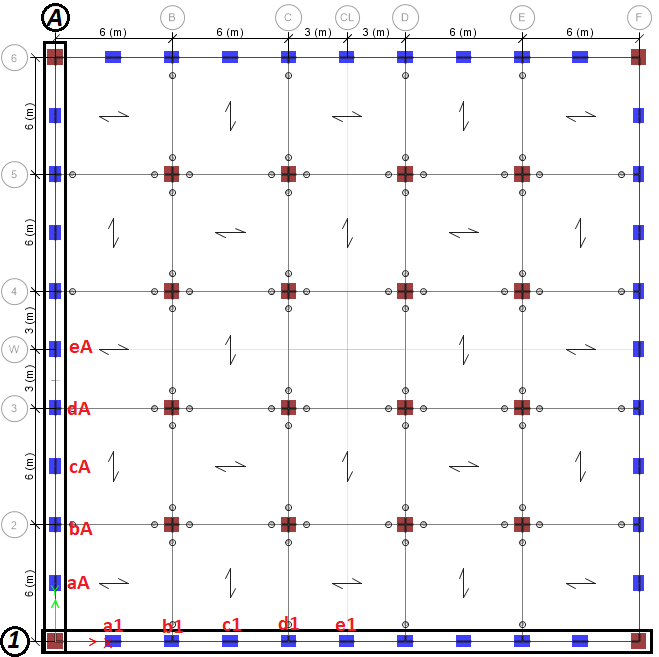 A B C CL D E F
6 (m) 6 (m) 3 (m) 3 (m) 6 (m) 6 (m)
6
6 (m)
5
6 (m)
4
3 (m)
W eA
3 (m)
3 dA
6 (m) cA
2 bA
6 (m) aA
a1 b1 c1 d1 e1
1